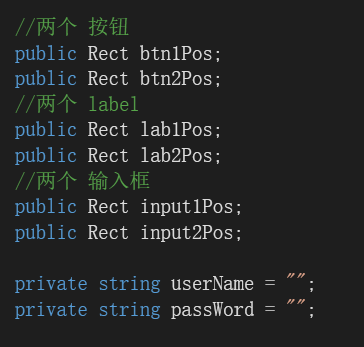 //两个 按钮
public Rect btn1Pos;
public Rect btn2Pos;
//两个 label
public Rect lab1Pos;
public Rect lab2Pos;
//两个 输入框
public Rect input1Pos;
public Rect input2Pos;
private string userName = "";
private string passWord = "";